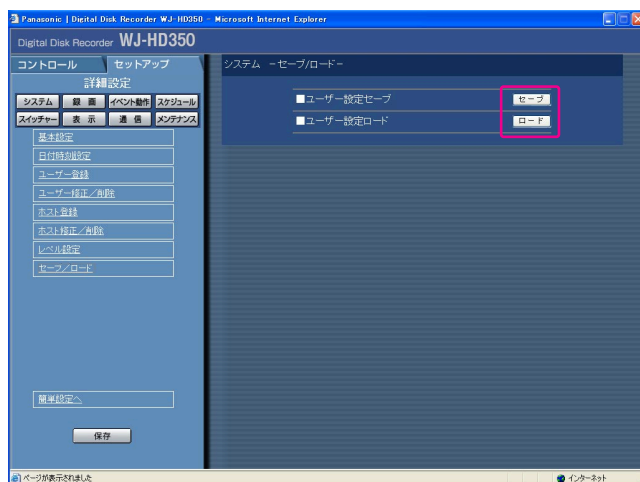 Panasonic | Digital Disk Recorder WJ-HD350 - Microsoft Internet Explorer
Digital Disk Recorder WJ-HD350
コントロール セットアップ
詳細設定
システム 録画 イベント動作 スケジュール
スイッチャー 表示 通信 メンテナンス
基本設定
日付時刻設定
ユーザー登録
ユーザー修正/削除
ホスト登録
ホスト修正/削除
レベル設定
セーブ/ロード
簡単設定へ
保存
システム -セーブ/ロード-
■ユーザー設定セーブ セーブ
■ユーザー設定ロード ロード
ページが表示されました インターネット